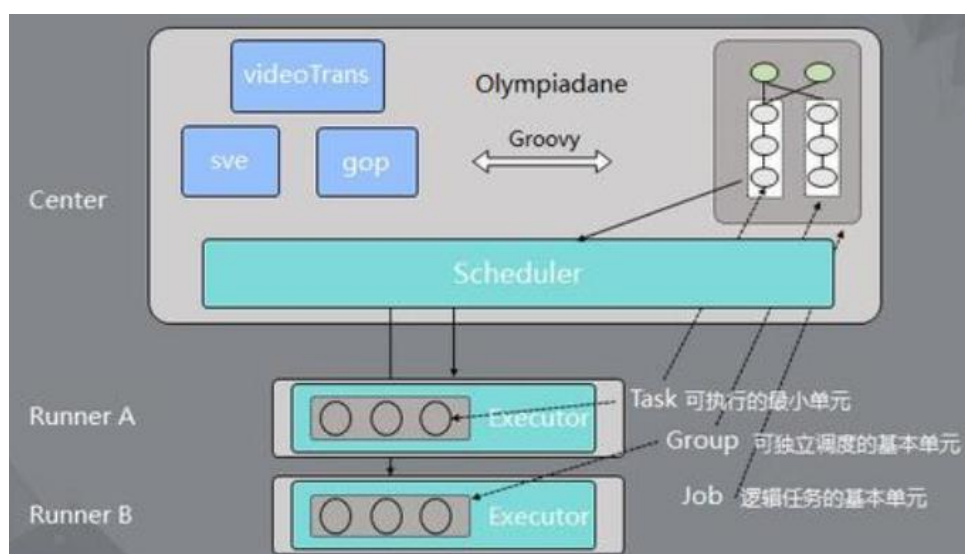 videoTrans
Olympiadane
sve
gop
Groovy
Center
Scheduler
Runner A
Executor
Task 可执行的最小单元
Group 可独立调度的基本单元
Runner B
Executor
Job 逻辑任务的基本单元